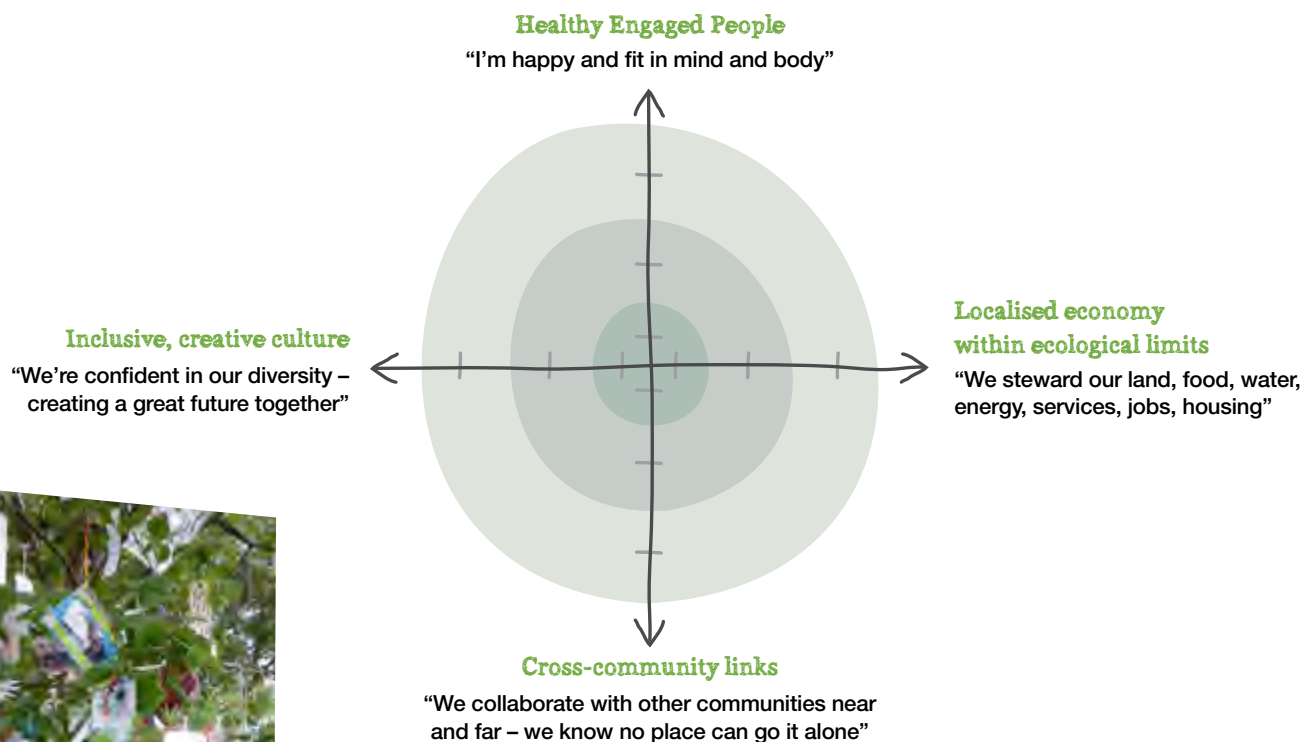 Healthy Engaged People
“I’m happy and fit in mind and body”
Inclusive, creative culture
“We’re confident in our diversity –
creating a great future together”
Localised economy
within ecological limits
“We steward our land, food, water,
energy, services, jobs, housing”
Cross-community links
“We collaborate with other communities near
and far – we know no place can go it alone”